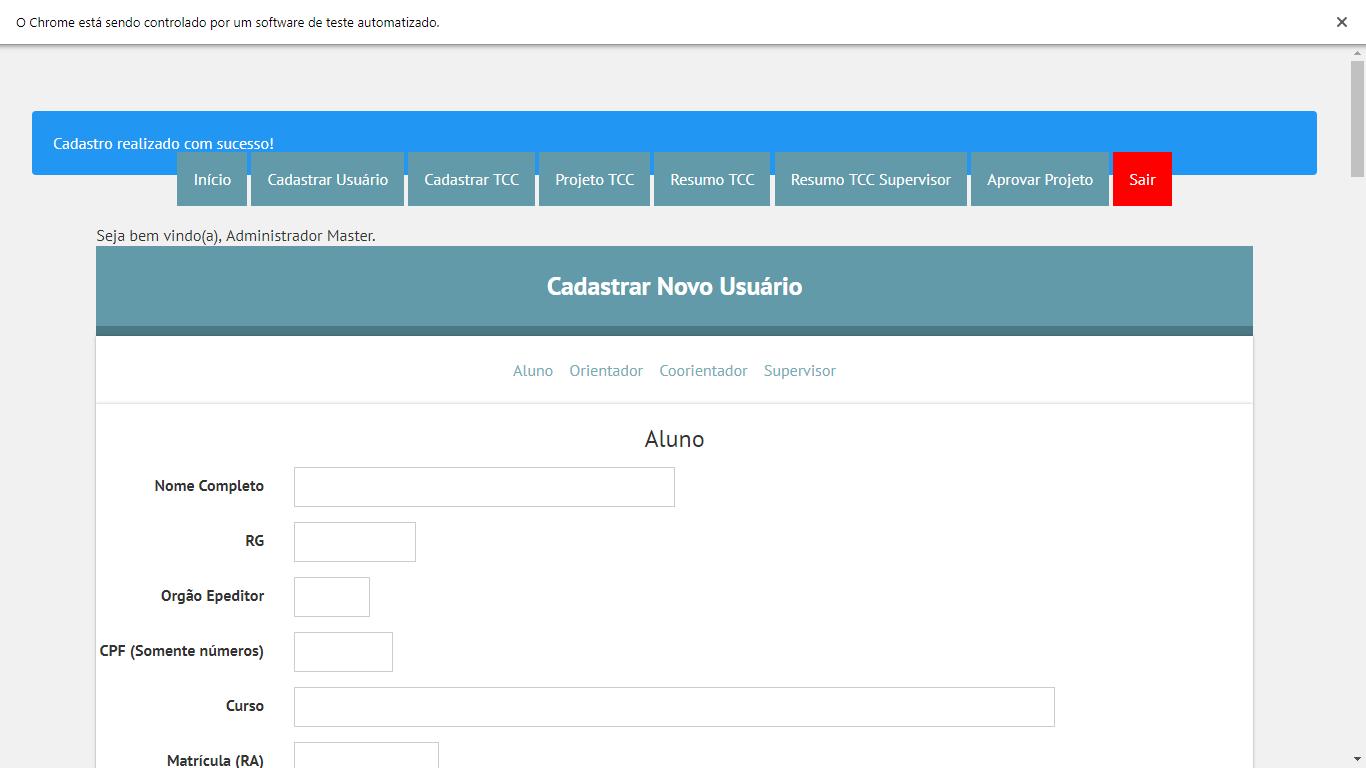 O Chrome está sendo controlado por um software de teste automatizado.
Cadastro realizado com sucesso!
Início Cadastrar Usuário Cadastrar TCC Projeto TCC Resumo TCC Resumo TCC Supervisor Aprovar Projeto Sair
Seja bem vindo(a), Administrador Master.
Cadastrar Novo Usuário
Aluno Orientador Coorientador Supervisor
Aluno
Nome Completo
RG
Orgão Epeditor
CPF (Somente números)
Curso
Matrícula (RA)